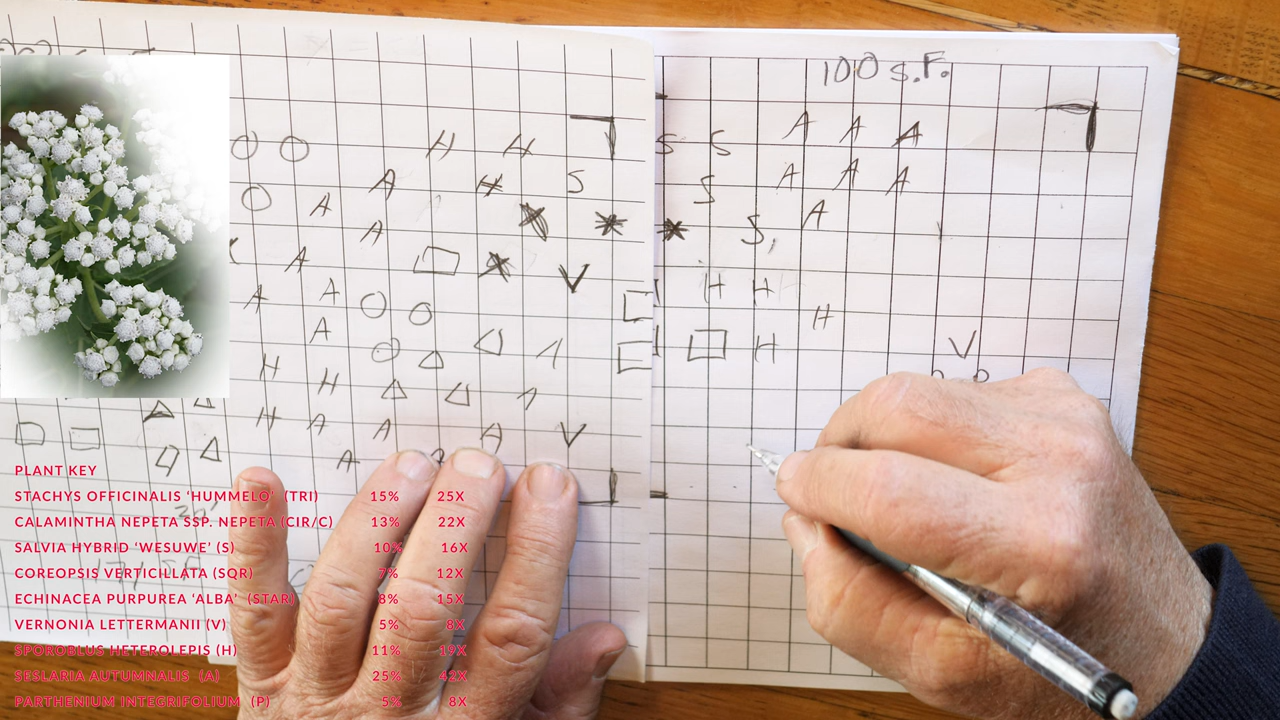 100 S.F.
H H S S A A A
A H S S A A A
A S A
A
A V H H
A A H
A H V
H A
H A
H A A A V
A
PLANT KEY
STACHYS OFFICINALIS ‘HUMMELO’ (TRI) 15% 25X
CALAMINTHA NEPETA SSP. NEPETA (CIR/C) 13% 22X
SALVIA HYBRID ‘WESUWE’ (S) 10% 16X
COREOPSIS VERTICILLATA (SQR) 7% 12X
ECHINACEA PURPUREA ‘ALBA’ (STAR) 8% 15X
VERNONIA LETTERMANII (V) 5% 8X
SPOROBLUS HETEROLEPIS (H) 11% 19X
SESLARIA AUTUMNALIS (A) 25% 42X
PARTHENIUM INTEGRIFOLIUM (P) 5% 8X